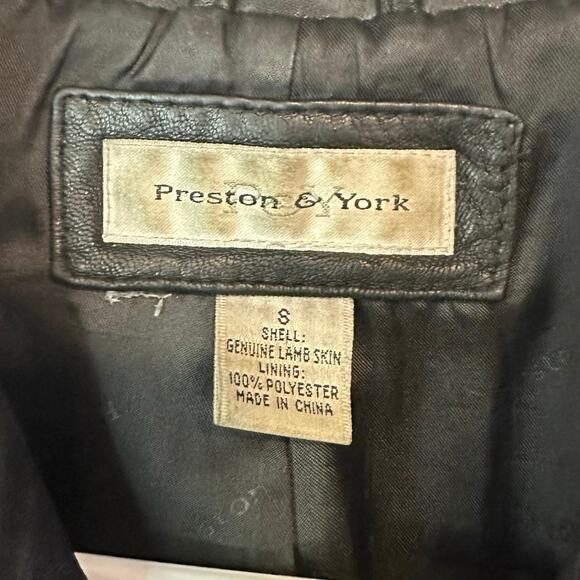 Preston & York
S
SHELL:
GENUINE LAMB SKIN
LINING:
100% POLYESTER
MADE IN CHINA